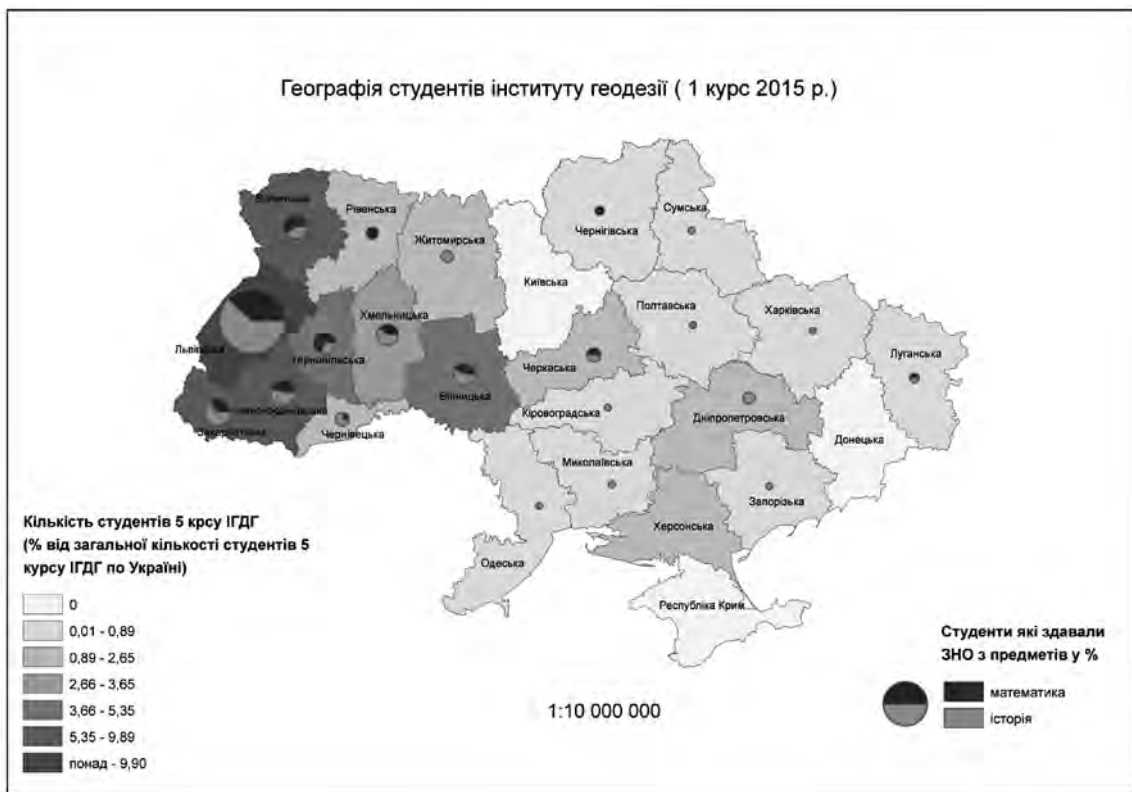 Географія студентів інституту геодезії ( 1 курс 2015 р.)
Волинська
Рівенська
Житомирська
Київська
Чернігівська
Сумська
Львівська
Тернопільська
Хмельницька
Вінницька
Черкаська
Полтавська
Харківська
Луганська
Чернівецька
Кіровоградська
Дніпропетровська
Донецька
Миколаївська
Запорізька
Херсонська
Одеська
Республіка Крим
Кількість студентів 5 крсу ІГДГ
(% від загальної кількості студентів 5
курсу ІГДГ по Україні)
0
0,01 - 0,89
0,89 - 2,65
2,66 - 3,65
3,66 - 5,35
5,35 - 9,89
понад - 9,90
1:10 000 000
Студенти які здавали
ЗНО з предметів у %
математика
історія